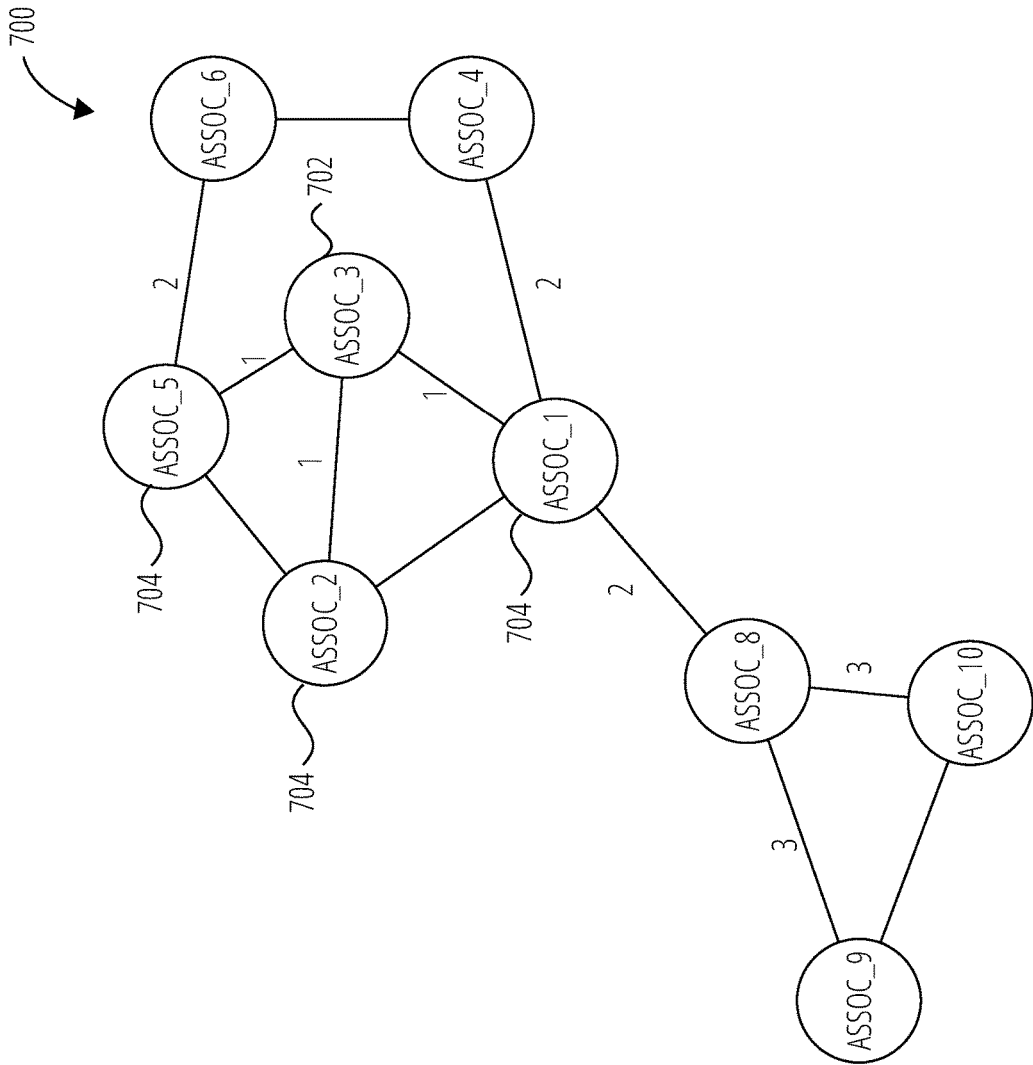 700
704
ASSOC_5
2
ASSOC_6
1
704
1
702
ASSOC_2
ASSOC_3
1
ASSOC_4
704
2
ASSOC_1
2
ASSOC_8
3
3
ASSOC_9
ASSOC_10